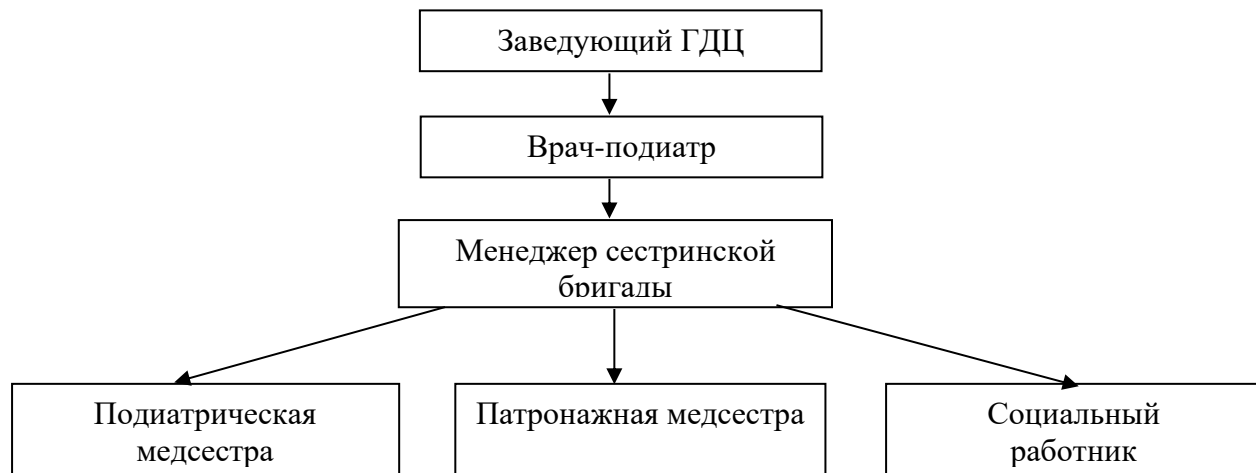 Заведующий ГДЦ
Врач-подиатр
Менеджер сестринской
бригады
Подиатрическая
медсестра
Патронажная медсестра
Социальный
работник